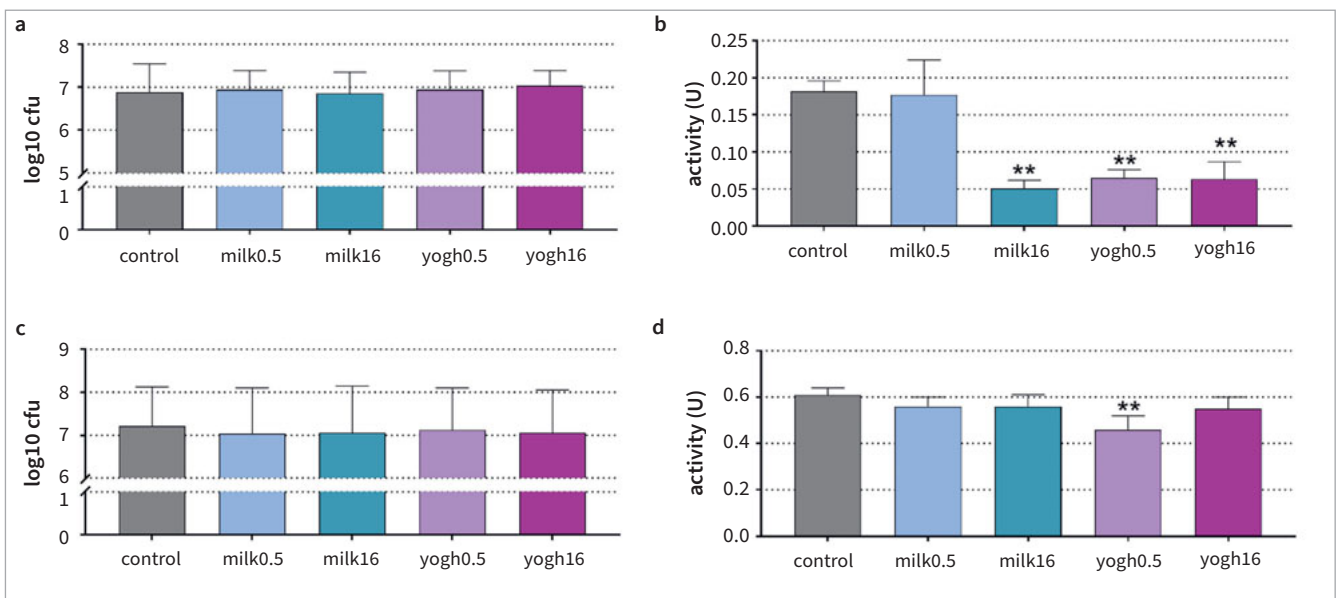 a
log10 cfu
8
7
6
5
1
0
control milk0.5 milk16 yogh0.5 yogh16
b
activity (U)
0.25
0.20
0.15
0.10
0.05
0.00
** ** **
control milk0.5 milk16 yogh0.5 yogh16
c
log10 cfu
9
8
7
6
1
0
control milk0.5 milk16 yogh0.5 yogh16
d
activity (U)
0.8
0.6
0.4
0.2
0.0
**
control milk0.5 milk16 yogh0.5 yogh16